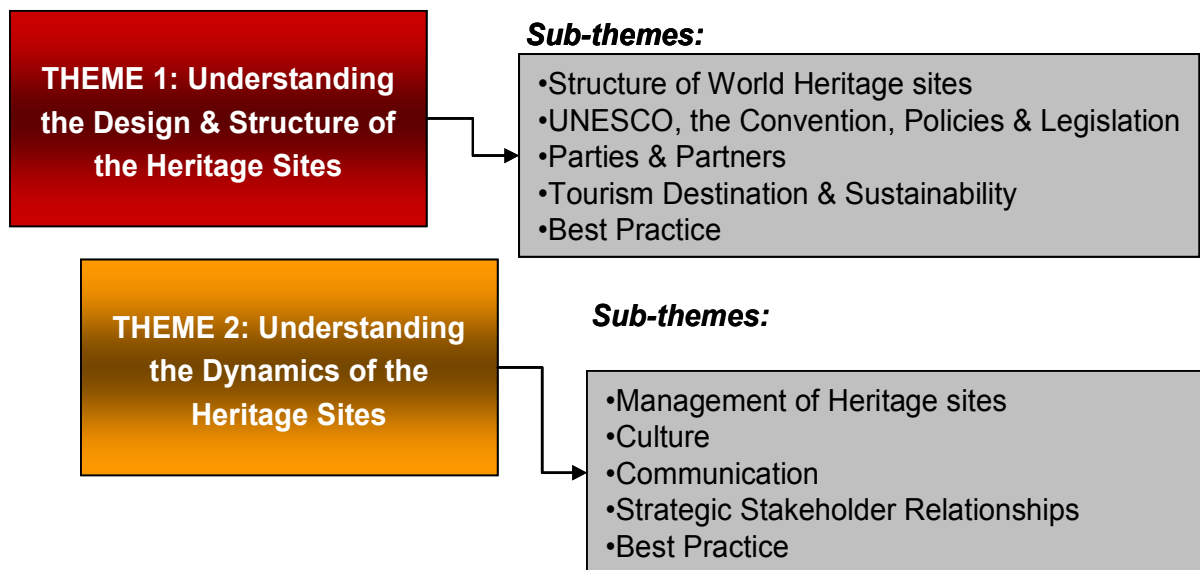 THEME 1: Understanding
the Design & Structure of
the Heritage Sites
Sub-themes:
•Structure of World Heritage sites
•UNESCO, the Convention, Policies & Legislation
•Parties & Partners
•Tourism Destination & Sustainability
•Best Practice
THEME 2: Understanding
the Dynamics of the
Heritage Sites
Sub-themes:
•Management of Heritage sites
•Culture
•Communication
•Strategic Stakeholder Relationships
•Best Practice